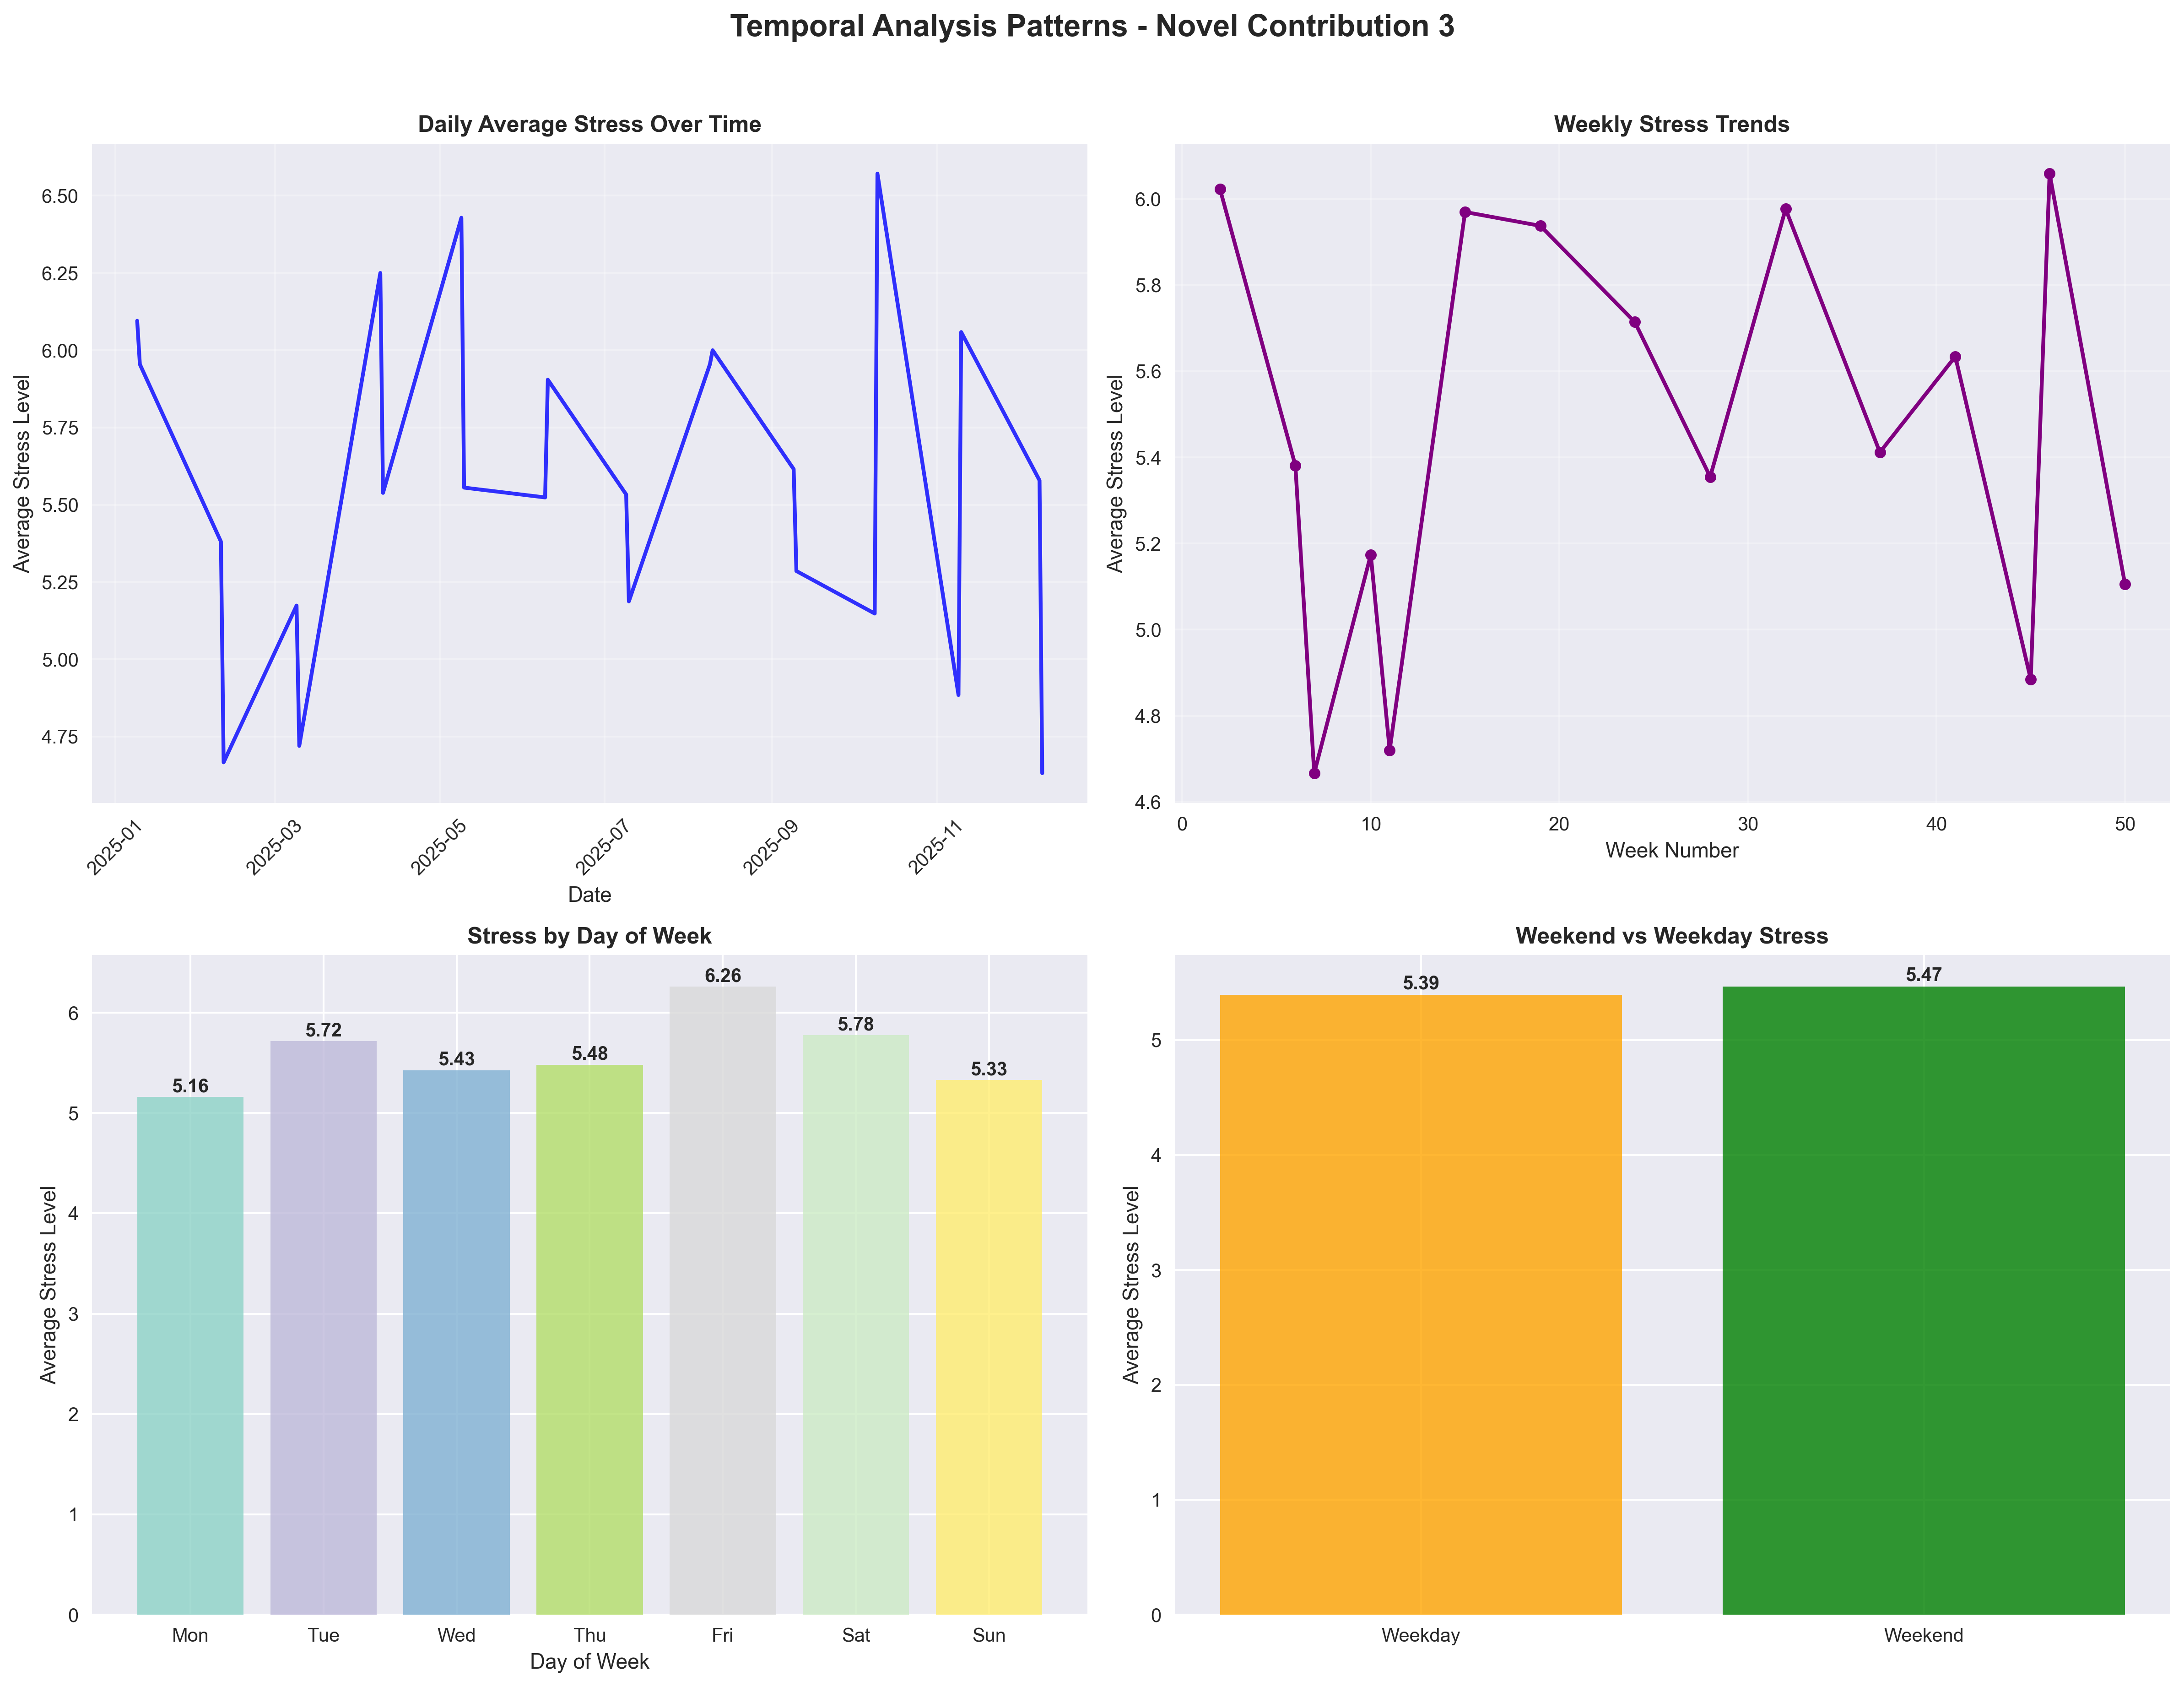 Temporal Analysis Patterns - Novel Contribution 3
Daily Average Stress Over Time
Average Stress Level
6.50
6.25
6.00
5.75
5.50
5.25
5.00
4.75
2025-01
2025-03
2025-05
2025-07
2025-09
2025-11
Date
Weekly Stress Trends
Average Stress Level
6.0
5.8
5.6
5.4
5.2
5.0
4.8
4.6
0
10
20
30
40
50
Week Number
Stress by Day of Week
Average Stress Level
6
5
4
3
2
1
0
5.16
5.72
5.43
5.48
6.26
5.78
5.33
Mon
Tue
Wed
Thu
Fri
Sat
Sun
Day of Week
Weekend vs Weekday Stress
Average Stress Level
5
4
3
2
1
0
5.39
5.47
Weekday
Weekend